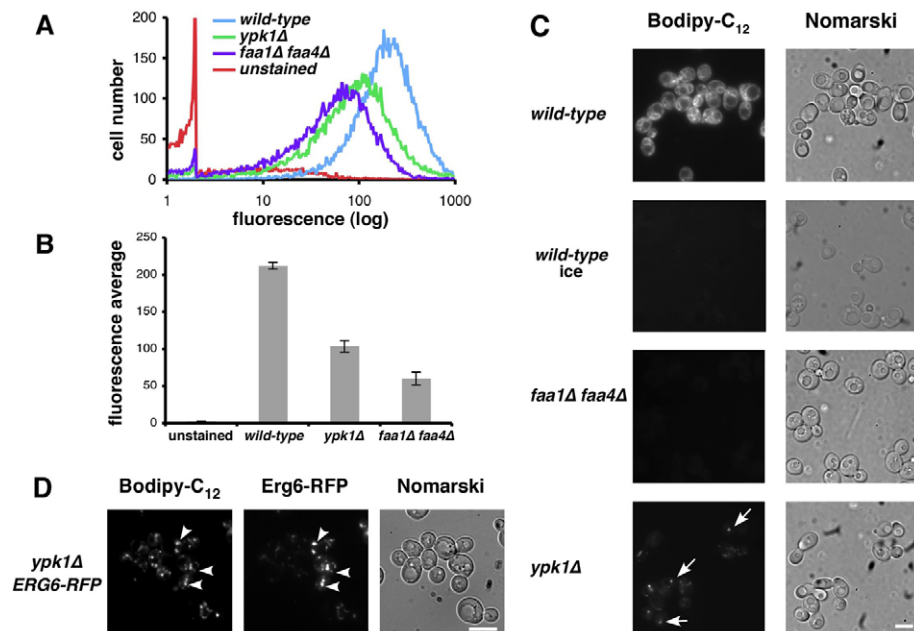 A
wild-type
ypk1Δ
faa1Δ faa4Δ
unstained
cell number
200
150
100
50
0
1
10
100
1000
fluorescence (log)
B
fluorescence average
250
200
150
100
50
0
unstained
wild-type
ypk1Δ
faa1Δ faa4Δ
C
Bodipy-C12
Nomarski
wild-type
wild-type
ice
faa1Δ faa4Δ
ypk1Δ
D
Bodipy-C12
Erg6-RFP
Nomarski
ypk1Δ
ERG6-RFP